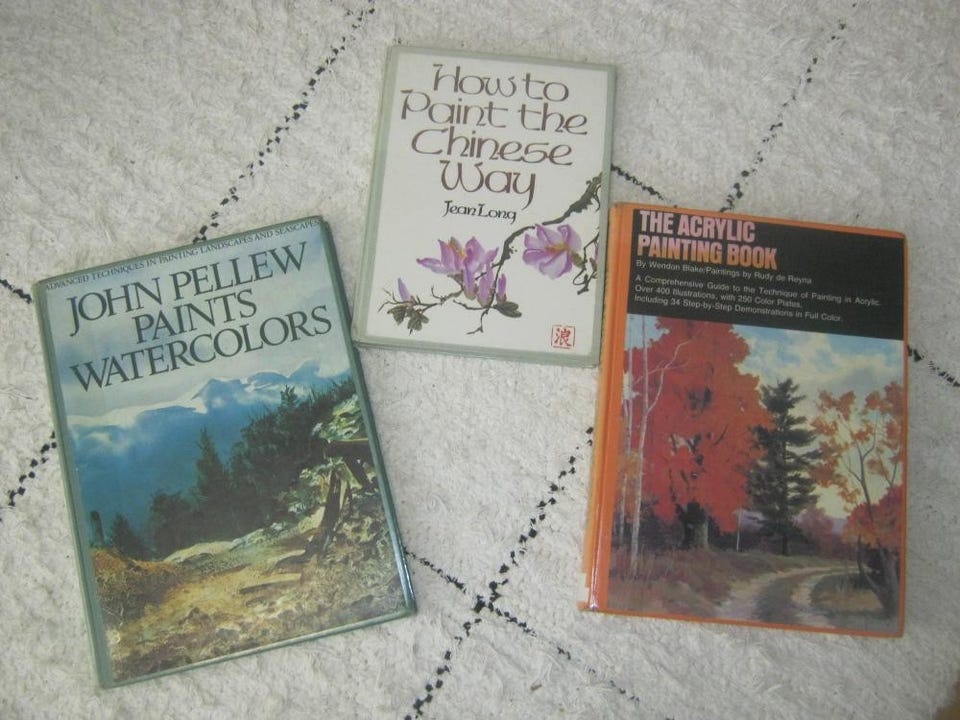 How to
Paint the
Chinese
Way
Jean Long
浪
ADVANCED TECHNIQUES IN PAINTING LANDSCAPES AND SEASCAPES
JOHN PELLEW
PAINTS
WATERCOLORS
THE ACRYLIC
PAINTING BOOK
By Wendon Blake/Paintings by Rudy de Reyna
A Comprehensive Guide to the Technique of Painting in Acrylic.
Over 400 Illustrations, with 250 Color Plates,
Including 34 Step-by-Step Demonstrations in Full Color.